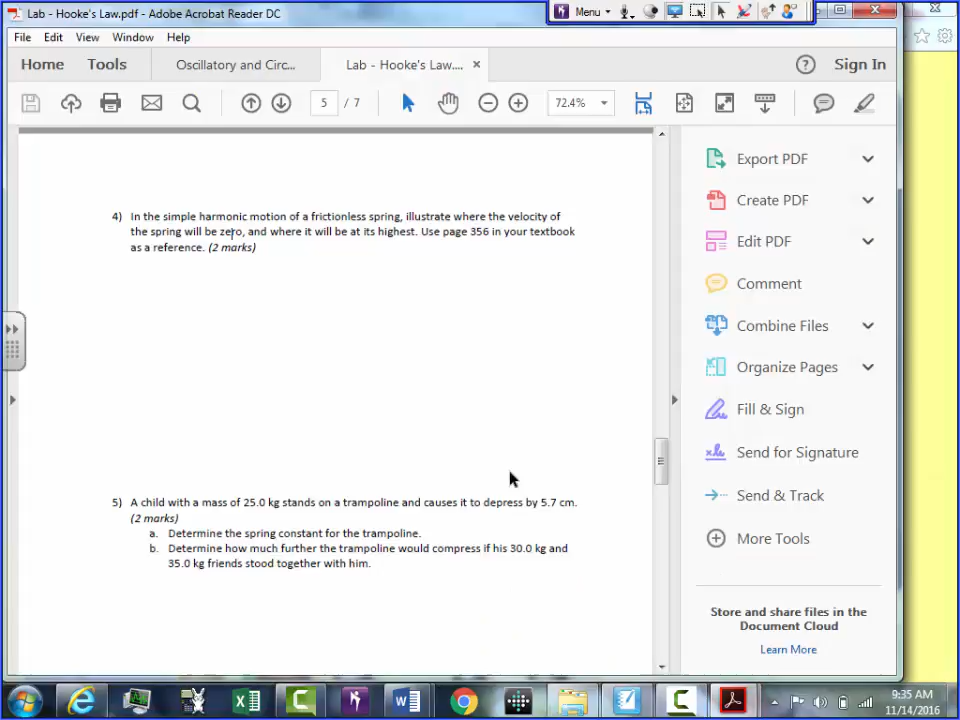 Lab - Hooke's Law.pdf - Adobe Acrobat Reader DC
Menu
File Edit View Window Help
Home Tools Oscillatory and Circ... Lab - Hooke's Law.... × Sign In
5 / 7 72.4%
4) In the simple harmonic motion of a frictionless spring, illustrate where the velocity of
the spring will be zero, and where it will be at its highest. Use page 356 in your textbook
as a reference. (2 marks)
5) A child with a mass of 25.0 kg stands on a trampoline and causes it to depress by 5.7 cm.
(2 marks)
a. Determine the spring constant for the trampoline.
b. Determine how much further the trampoline would compress if his 30.0 kg and
35.0 kg friends stood together with him.
Export PDF
Create PDF
Edit PDF
Comment
Combine Files
Organize Pages
Fill & Sign
Send for Signature
Send & Track
More Tools
Store and share files in the
Document Cloud
Learn More
9:35 AM
11/14/2016